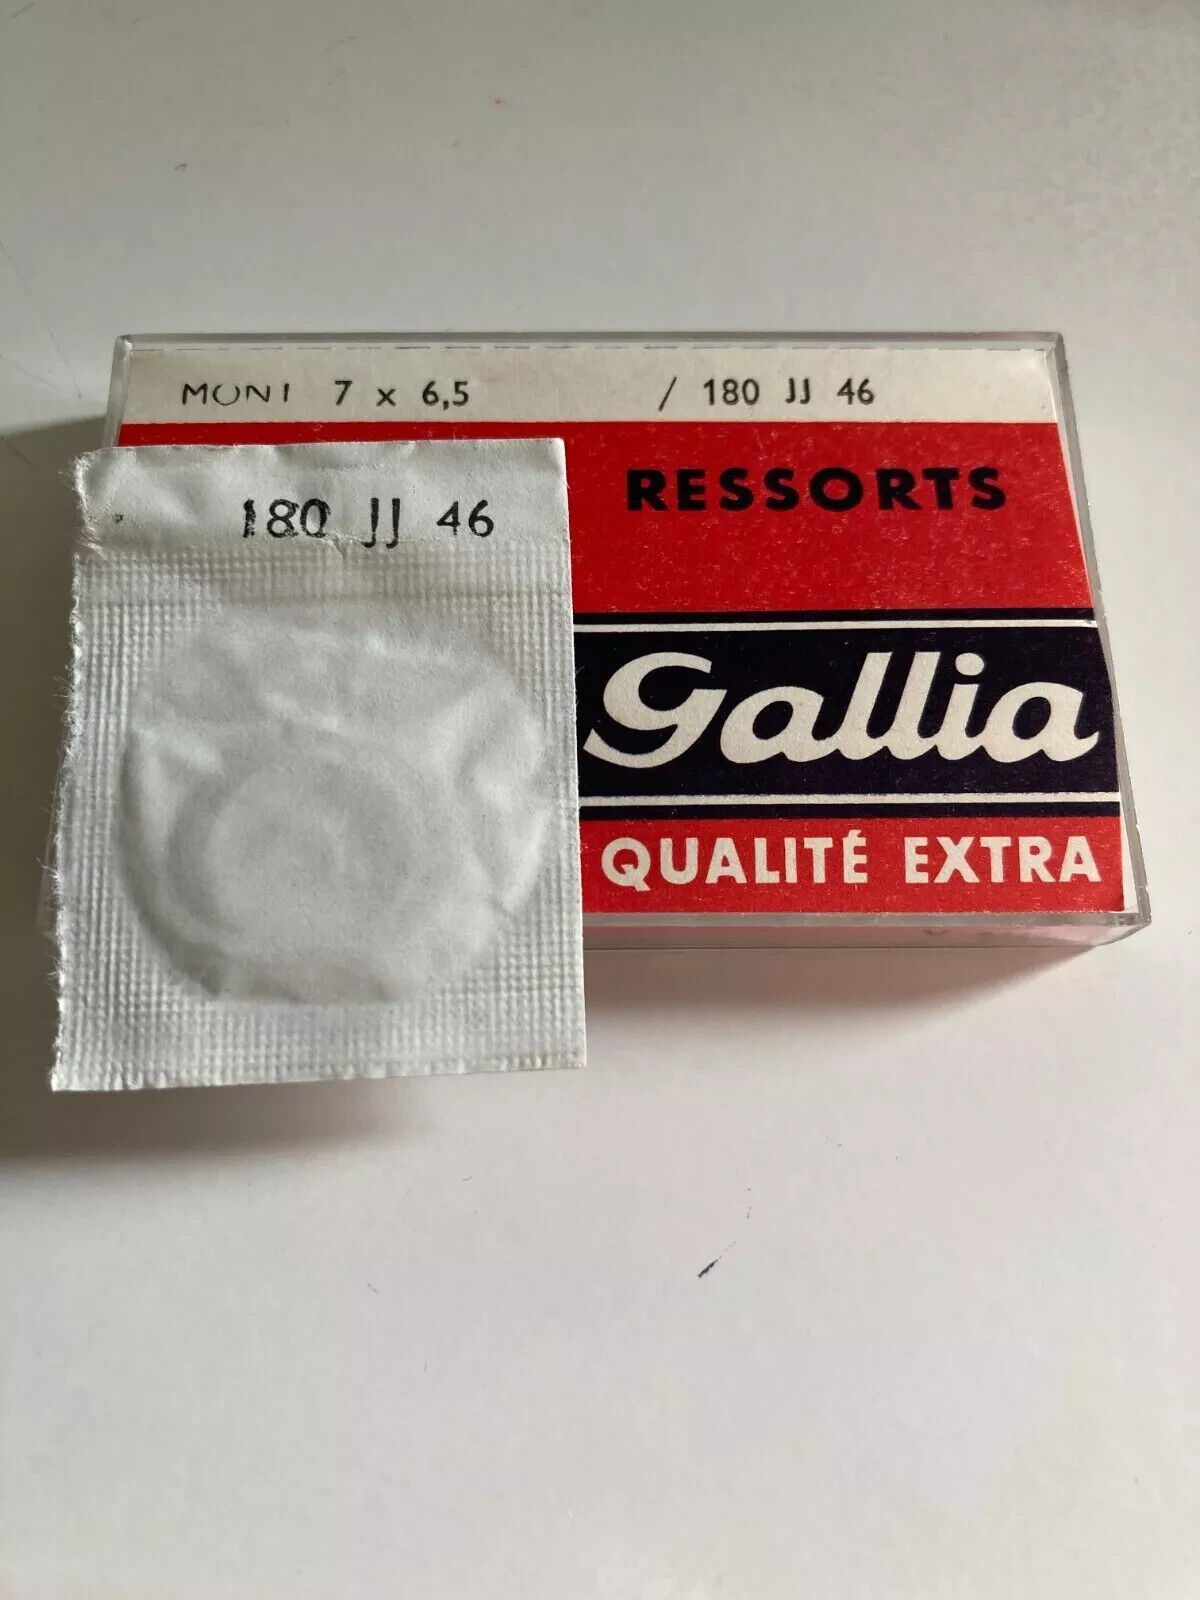 MONI 7 x 6,5 / 180 JJ 46
180 JJ 46
RESSORTS
Gallia
QUALITÉ EXTRA